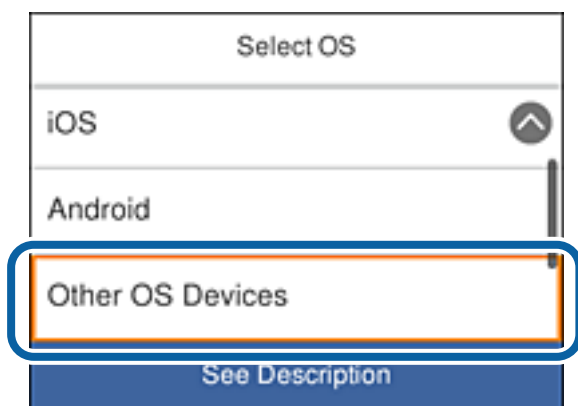 Select OS
iOS
Android
Other OS Devices
See Description